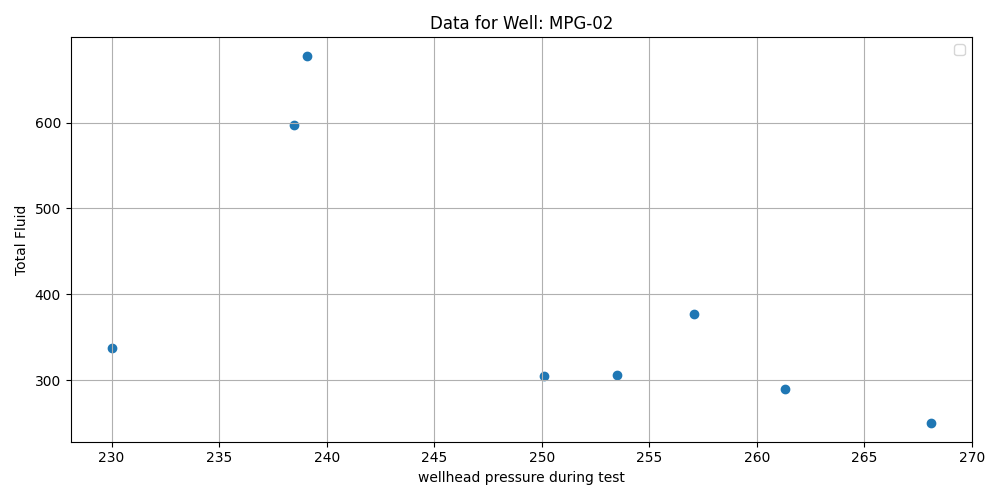 Data for Well: MPG-02
Total Fluid
600
500
400
300
230 235 240 245 250 255 260 265 270
wellhead pressure during test